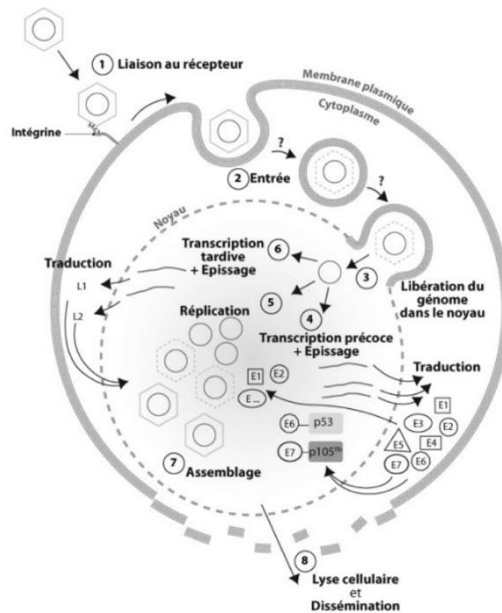 1 Liaison au récepteur
Membrane plasmique
Cytoplasme
Intégrine
?
2 Entrée
?
Noyau
6
Transcription
tardive
+ Epissage
3
Libération du
génome
dans le noyau
Traduction
L1
L2
5
4
Réplication
Transcription précoce
+ Epissage
Traduction
E1
E2
E...
E6
p53
E7
p105Rb
E1
E3
E2
E5
E4
E7
E6
7 Assemblage
8
Lyse cellulaire
et
Dissémination